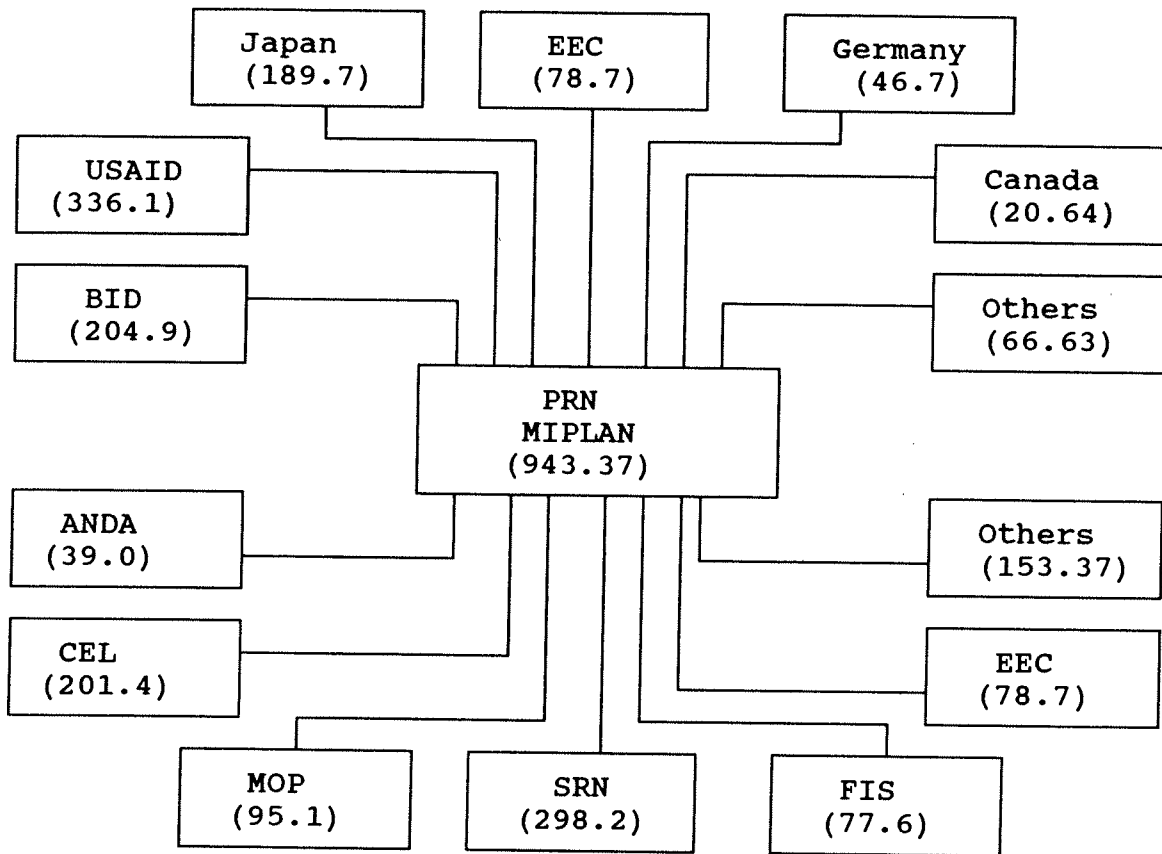 Japan
(189.7)
EEC
(78.7)
Germany
(46.7)
USAID
(336.1)
Canada
(20.64)
BID
(204.9)
Others
(66.63)
PRN
MIPLAN
(943.37)
ANDA
(39.0)
Others
(153.37)
CEL
(201.4)
EEC
(78.7)
MOP
(95.1)
SRN
(298.2)
FIS
(77.6)